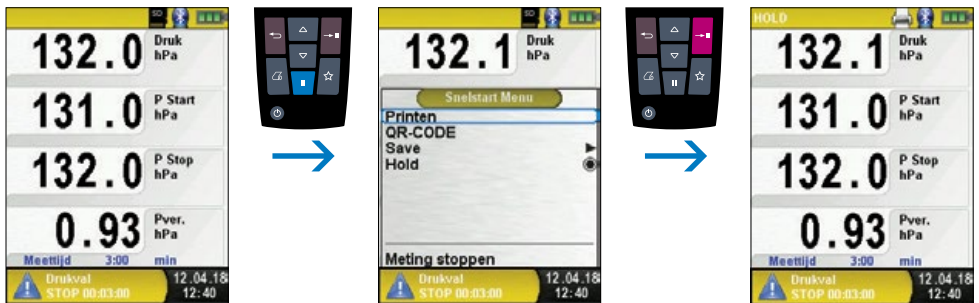 SD
132.0 Druk hPa
131.0 P Start hPa
132.0 P Stop hPa
0.93 Pver. hPa
Meettijd 3:00 min
Drukval 12.04.18
STOP 00:03:00 12:40
SD
132.1 Druk hPa
Snelstart Menu
Printen
QR-CODE
Save
Hold
Meting stoppen
Drukval 12.04.18
STOP 00:03:00 12:40
HOLD
132.1 Druk hPa
131.0 P Start hPa
132.0 P Stop hPa
0.93 Pver. hPa
Meettijd 3:00 min
Drukval 12.04.18
STOP 00:03:00 12:40